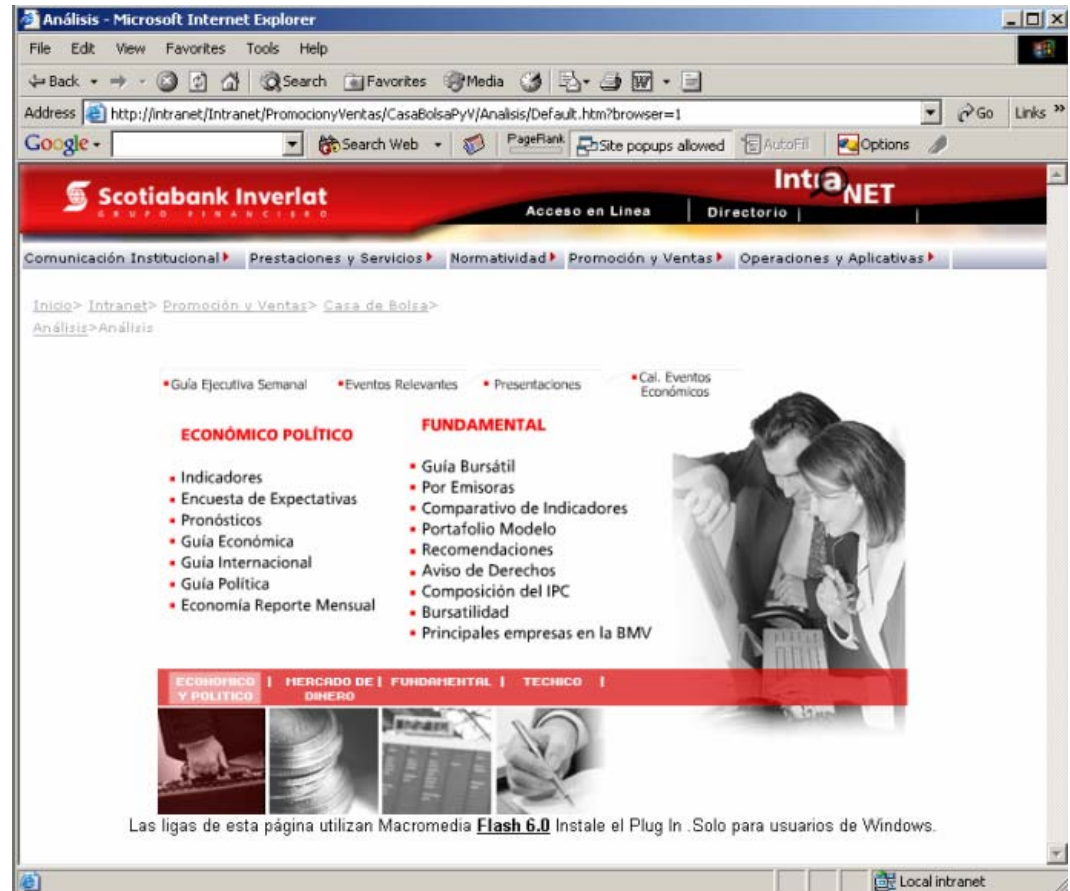 Análisis - Microsoft Internet Explorer
File Edit View Favorites Tools Help
Back Search Favorites Media
Address http://intranet/Intranet/PromocionyVentas/CasaBolsaPyV/Analisis/Default.htm?browser=1 Go Links »
Google Search Web PageRank Site popups allowed AutoFill Options
Scotiabank Inverlat
GRUPO FINANCIERO
IntraNET
Acceso en Linea | Directorio |
Comunicación Institucional Prestaciones y Servicios Normatividad Promoción y Ventas Operaciones y Aplicativas
Inicio> Intranet> Promoción y Ventas> Casa de Bolsa>
Análisis>Análisis
Guía Ejecutiva Semanal Eventos Relevantes Presentaciones Cal. Eventos
Económicos
ECONÓMICO POLÍTICO
Indicadores
Encuesta de Expectativas
Pronósticos
Guía Económica
Guía Internacional
Guía Política
Economía Reporte Mensual
FUNDAMENTAL
Guía Bursátil
Por Emisoras
Comparativo de Indicadores
Portafolio Modelo
Recomendaciones
Aviso de Derechos
Composición del IPC
Bursatilidad
Principales empresas en la BMV
ECONOMICO | MERCADO DE | FUNDAMENTAL | TECNICO |
Y POLITICO DINERO
Las ligas de esta página utilizan Macromedia Flash 6.0 Instale el Plug In .Solo para usuarios de Windows.
Local intranet